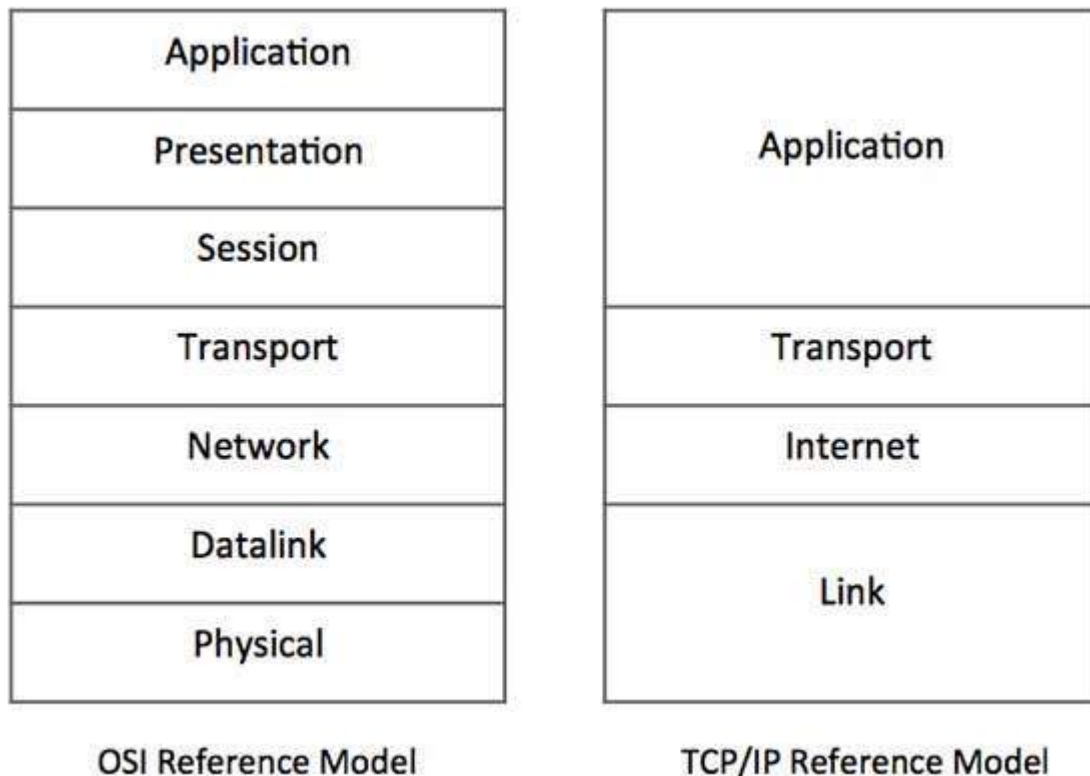 Application
Presentation
Session
Transport
Network
Datalink
Physical
OSI Reference Model
Application
Transport
Internet
Link
TCP/IP Reference Model